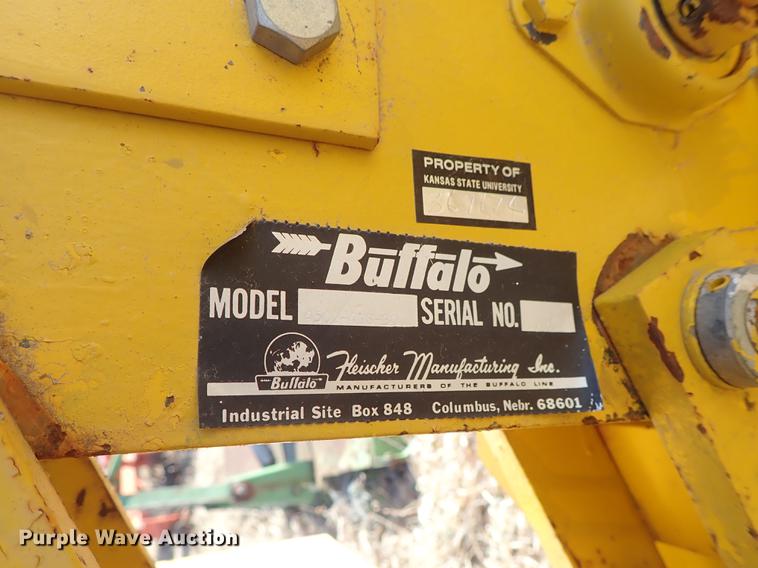 PROPERTY OF
KANSAS STATE UNIVERSITY
Buffalo
MODEL SERIAL NO.
Buffalo
Fleischer Manufacturing Inc.
MANUFACTURERS OF THE BUFFALO LINE
Industrial Site Box 848 Columbus, Nebr. 68601
Purple Wave Auction